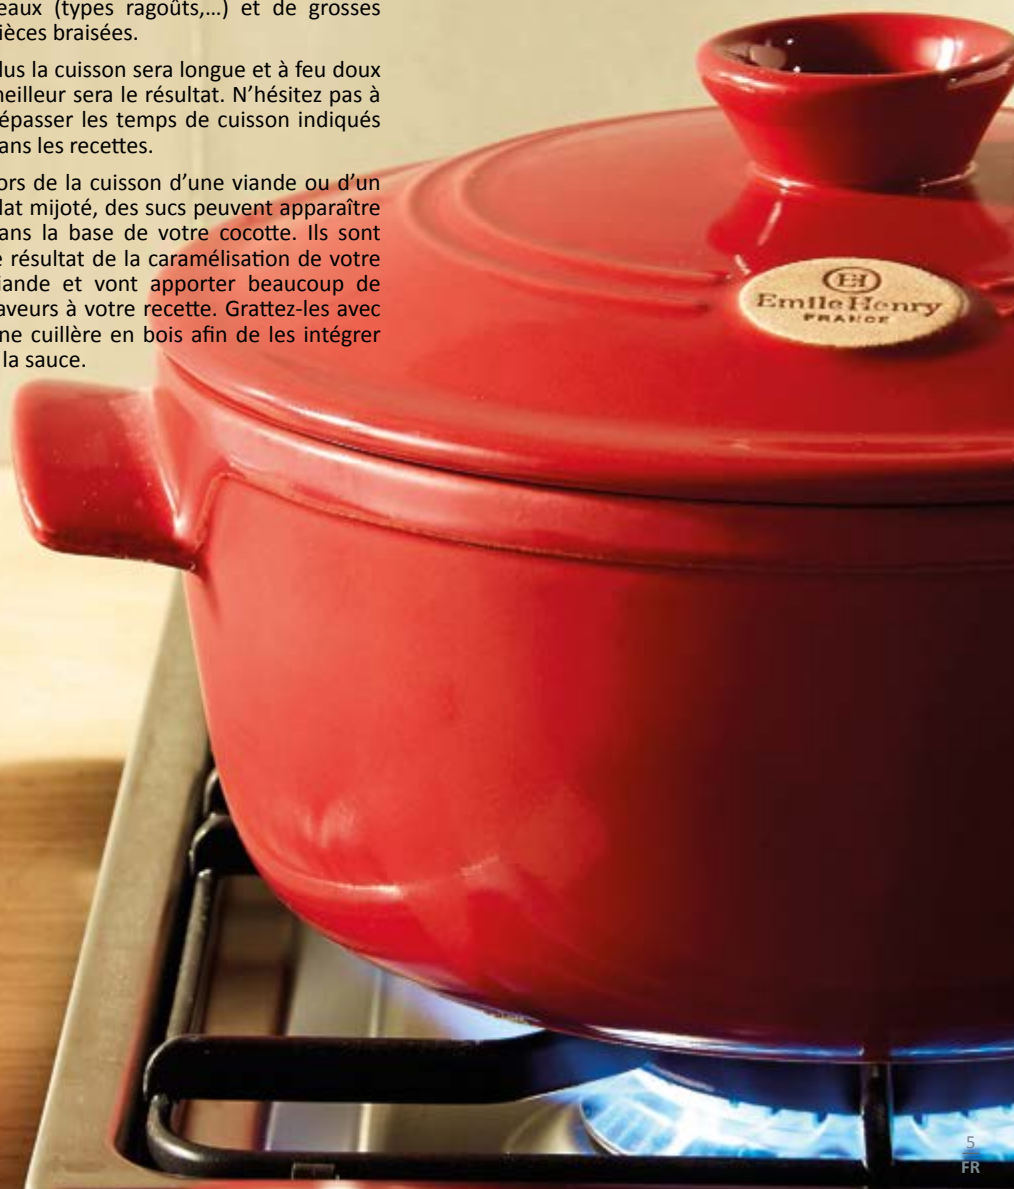 eaux (types ragoûts,...) et de grosses
ièces braisées.
lus la cuisson sera longue et à feu doux
neilleur sera le résultat. N’hésitez pas à
épasser les temps de cuisson indiqués
ans les recettes.
ors de la cuisson d’une viande ou d’un
lat mijoté, des sucs peuvent apparaître
ans la base de votre cocotte. Ils sont
e résultat de la caramélisation de votre
iande et vont apporter beaucoup de
aveurs à votre recette. Grattez-les avec
ne cuillère en bois afin de les intégrer
la sauce.
EH
Emile Henry
FRANCE
5
FR